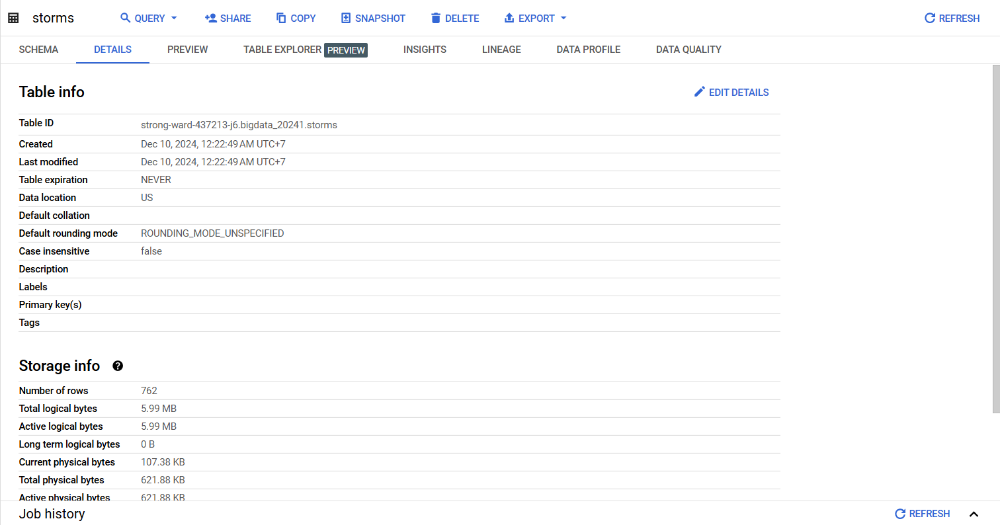 storms QUERY SHARE COPY SNAPSHOT DELETE EXPORT REFRESH
SCHEMA DETAILS PREVIEW TABLE EXPLORER PREVIEW INSIGHTS LINEAGE DATA PROFILE DATA QUALITY
Table info EDIT DETAILS
Table ID strong-ward-437213-j6.bigdata_20241.storms
Created Dec 10, 2024, 12:22:49 AM UTC+7
Last modified Dec 10, 2024, 12:22:49 AM UTC+7
Table expiration NEVER
Data location US
Default collation
Default rounding mode ROUNDING_MODE_UNSPECIFIED
Case insensitive false
Description
Labels
Primary key(s)
Tags
Storage info ?
Number of rows 762
Total logical bytes 5.99 MB
Active logical bytes 5.99 MB
Long term logical bytes 0 B
Current physical bytes 107.38 KB
Total physical bytes 621.88 KB
Active physical bytes 621.88 KB
Job history REFRESH